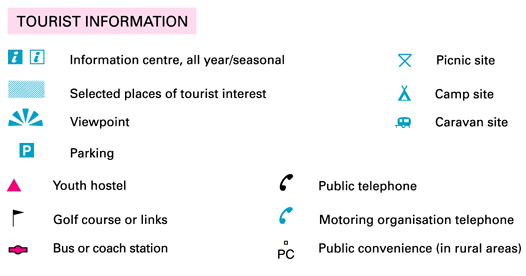 TOURIST INFORMATION
i i Information centre, all year/seasonal
Picnic site
Selected places of tourist interest
Camp site
Viewpoint
Caravan site
P Parking
Youth hostel
Public telephone
Golf course or links
Motoring organisation telephone
Bus or coach station
PC Public convenience (in rural areas)